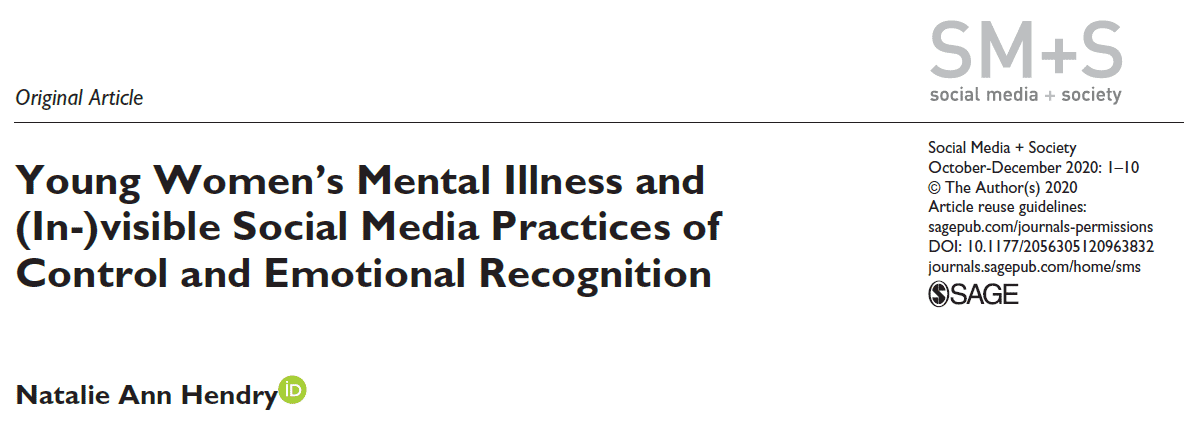 SM+S
social media + society
Original Article
Social Media + Society
October-December 2020: 1–10
© The Author(s) 2020
Article reuse guidelines:
sagepub.com/journals-permissions
DOI: 10.1177/2056305120963832
journals.sagepub.com/home/sms
SAGE
Young Women’s Mental Illness and
(In-)visible Social Media Practices of
Control and Emotional Recognition
Natalie Ann Hendry iD